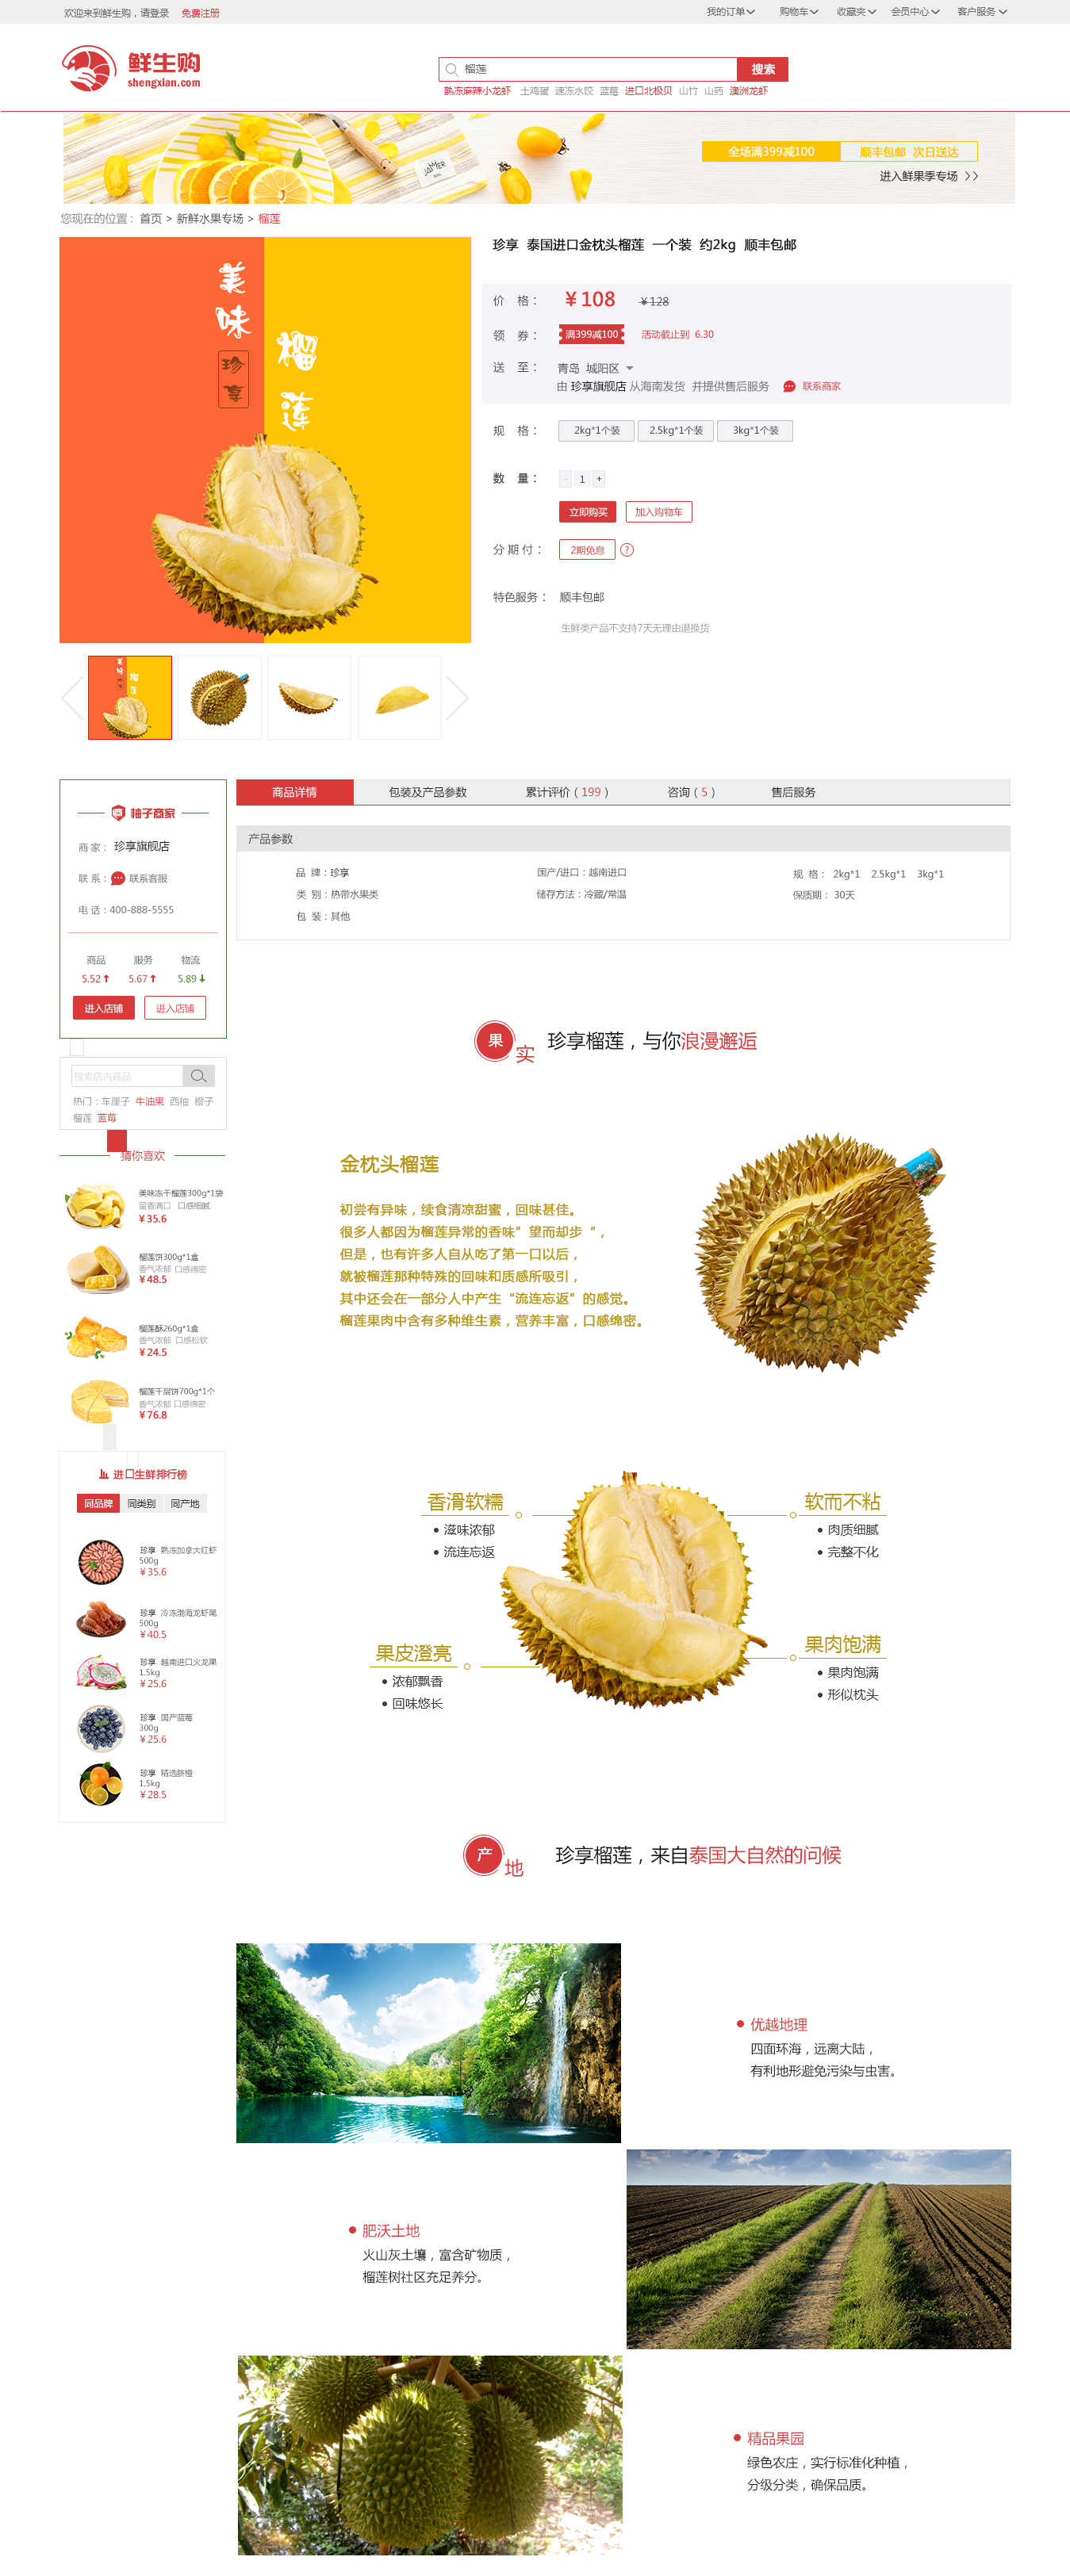 欢迎来到鲜生购，请登录 免费注册
我的订单 购物车 收藏夹 会员中心 客户服务
鲜生购
shengxian.com
榴莲
搜索
熟冻麻辣小龙虾 土鸡蛋 速冻水饺 蓝莓 进口北极贝 山竹 山药 澳洲龙虾
全场满399减100 顺丰包邮 次日送达
进入鲜果季专场
您现在的位置： 首页 > 新鲜水果专场 > 榴莲
美味
珍享
榴莲
珍享 泰国进口金枕头榴莲 一个装 约2kg 顺丰包邮
价 格： ￥108 ￥128
领 券： 满399减100 活动截止到 6.30
送 至： 青岛 城阳区
由 珍享旗舰店 从海南发货 并提供售后服务 联系商家
规 格： 2kg*1个装 2.5kg*1个装 3kg*1个装
数 量： - 1 +
立即购买 加入购物车
分 期 付： 2期免息 ?
特色服务： 顺丰包邮
生鲜类产品不支持7天无理由退换货
柚子商家
商 家： 珍享旗舰店
联 系： 联系客服
电 话：400-888-5555
商品 服务 物流
5.52 5.67 5.89
进入店铺 进入店铺
搜索店内商品
热门：车厘子 牛油果 西柚 橙子
榴莲 蓝莓
猜你喜欢
美味冻干榴莲300g*1袋
留香满口 口感细腻
￥35.6
榴莲饼300g*1盒
香气浓郁 口感绵密
￥48.5
榴莲酥260g*1盒
香气浓郁 口感松软
￥24.5
榴莲千层饼700g*1个
香气浓郁 口感绵密
￥76.8
进口生鲜排行榜
同品牌 同类别 同产地
珍享 熟冻加拿大红虾
500g
￥35.6
珍享 冷冻渤海龙虾尾
500g
￥40.5
珍享 越南进口火龙果
1.5kg
￥25.6
珍享 国产蓝莓
300g
￥25.6
珍享 精选脐橙
1.5kg
￥28.5
商品详情 包装及产品参数 累计评价（199） 咨询（5） 售后服务
产品参数
品 牌：珍享 国产/进口：越南进口 规 格： 2kg*1 2.5kg*1 3kg*1
类 别：热带水果类 储存方法：冷藏/常温 保质期： 30天
包 装：其他
果实 珍享榴莲，与你浪漫邂逅
金枕头榴莲
初尝有异味，续食清凉甜蜜，回味甚佳。
很多人都因为榴莲异常的香味”望而却步“，
但是，也有许多人自从吃了第一口以后，
就被榴莲那种特殊的回味和质感所吸引，
其中还会在一部分人中产生“流连忘返”的感觉。
榴莲果肉中含有多种维生素，营养丰富，口感绵密。
香滑软糯
滋味浓郁
流连忘返
软而不粘
肉质细腻
完整不化
果皮澄亮
浓郁飘香
回味悠长
果肉饱满
果肉饱满
形似枕头
产地 珍享榴莲，来自泰国大自然的问候
优越地理
四面环海，远离大陆，
有利地形避免污染与虫害。
肥沃土地
火山灰土壤，富含矿物质，
榴莲树社区充足养分。
精品果园
绿色农庄，实行标准化种植，
分级分类，确保品质。